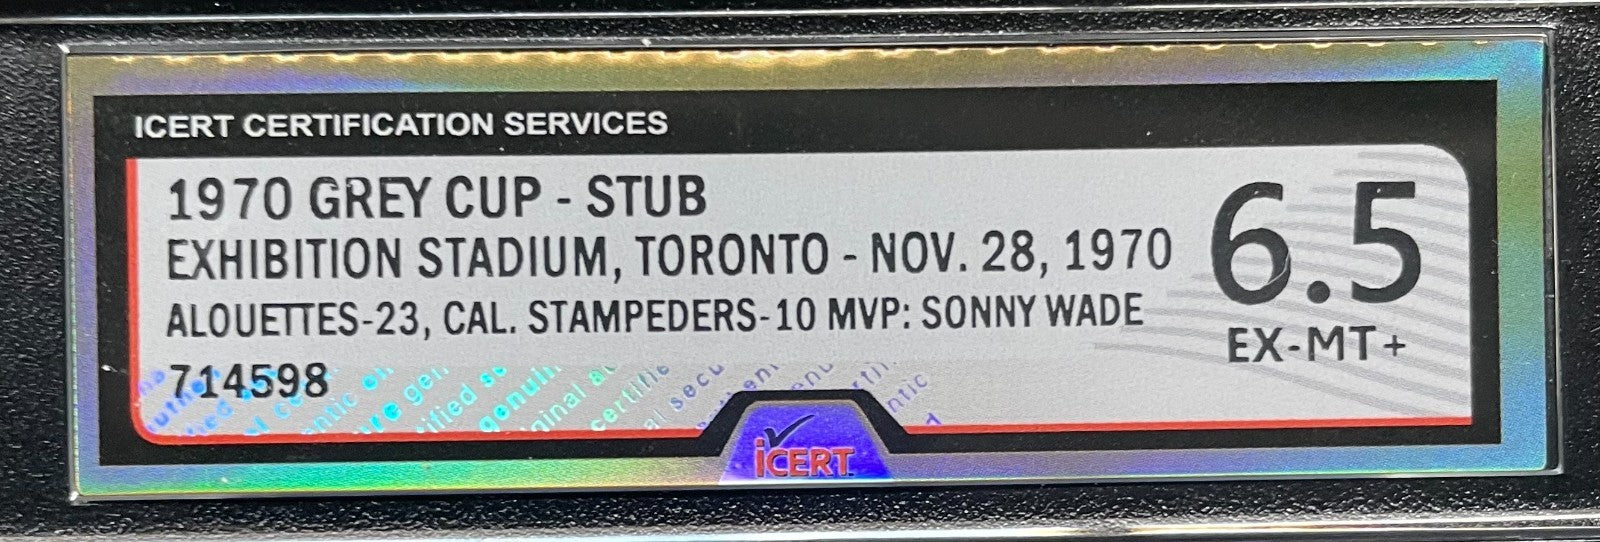 ICERT CERTIFICATION SERVICES
1970 GREY CUP - STUB
EXHIBITION STADIUM, TORONTO - NOV. 28, 1970
ALOUETTES-23, CAL. STAMPEDERS-10 MVP: SONNY WADE
714598
6.5
EX-MT+
iCERT